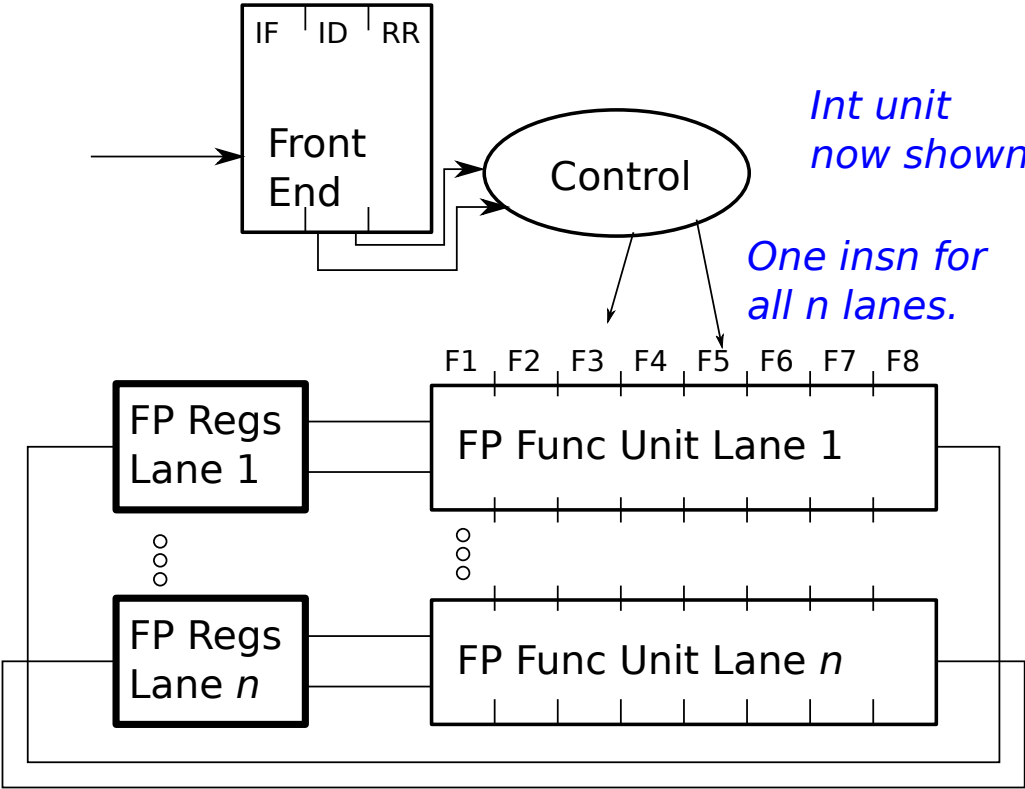 IF ID RR
Front
End
Control
Int unit
now shown
One insn for
all n lanes.
F1 F2 F3 F4 F5 F6 F7 F8
FP Regs
Lane 1
FP Func Unit Lane 1
FP Regs
Lane n
FP Func Unit Lane n